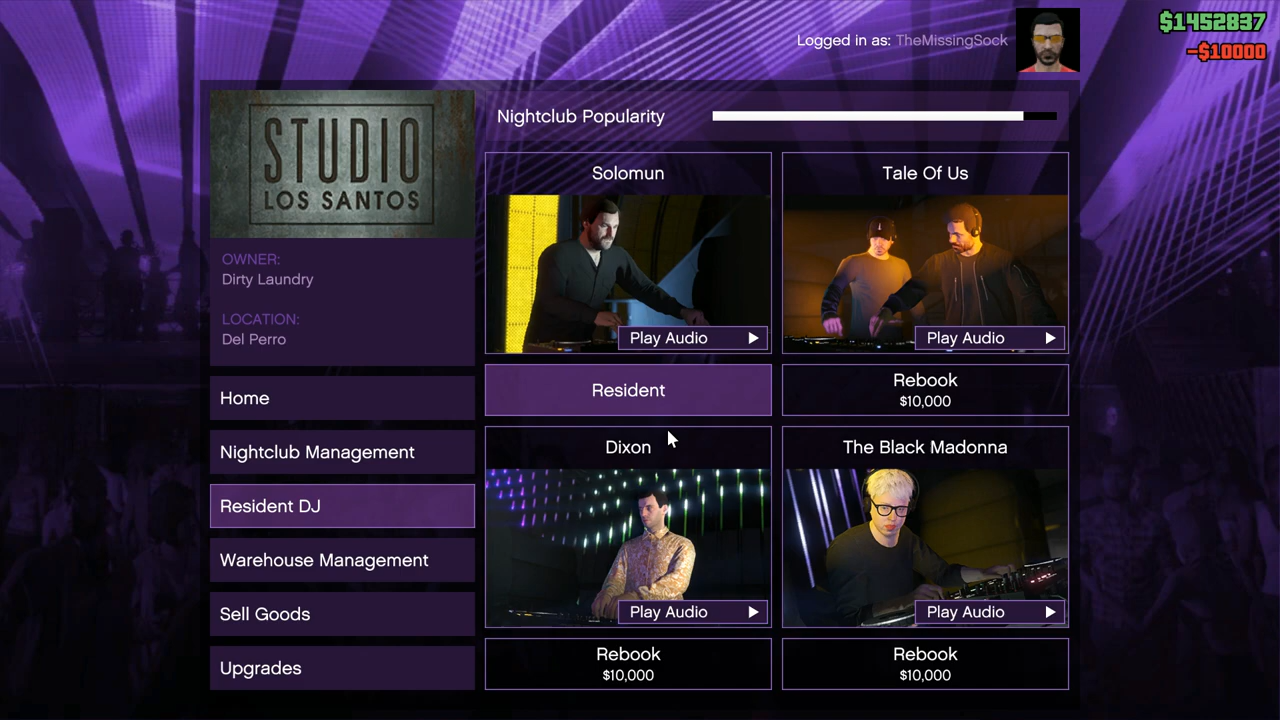 Logged in as: TheMissingSock
$1452837
-$10000
STUDIO
LOS SANTOS
OWNER:
Dirty Laundry
LOCATION:
Del Perro
Home
Nightclub Management
Resident DJ
Warehouse Management
Sell Goods
Upgrades
Nightclub Popularity
Solomun
Play Audio
Resident
Tale Of Us
Play Audio
Rebook
$10,000
Dixon
Play Audio
Rebook
$10,000
The Black Madonna
Play Audio
Rebook
$10,000